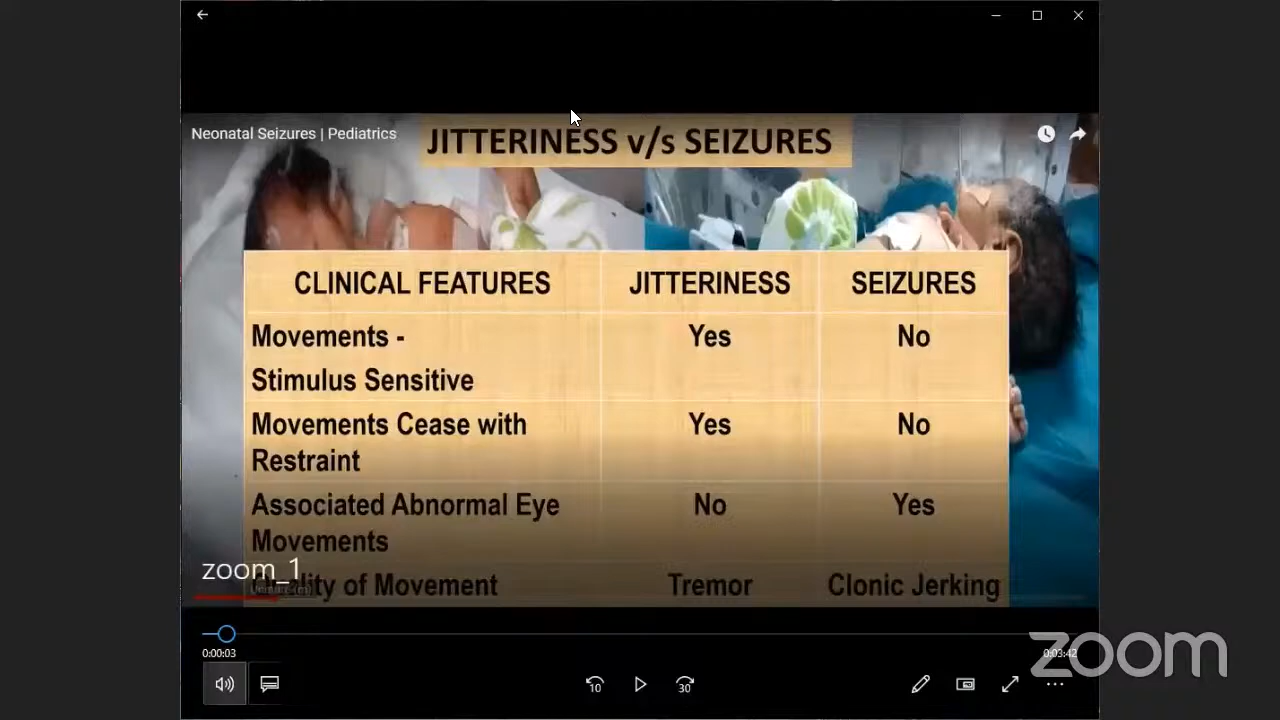 Neonatal Seizures | Pediatrics
JITTERINESS v/s SEIZURES
CLINICAL FEATURES JITTERINESS SEIZURES
Movements - Yes No
Stimulus Sensitive
Movements Cease with Yes No
Restraint
Associated Abnormal Eye No Yes
Movements
zoom_1
Quality of Movement Tremor Clonic Jerking
0:00:03 0:03:42
10 30
zoom